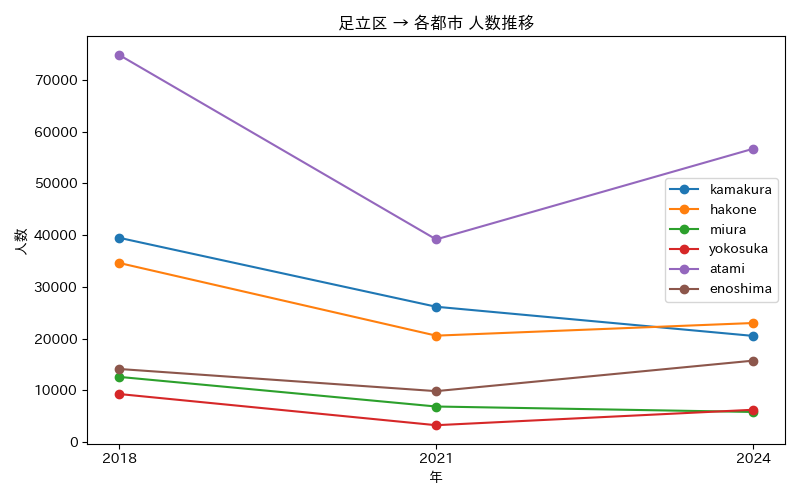 足立区 → 各都市 人数推移
人数
70000
60000
50000
40000
30000
20000
10000
0
2018
2021
2024
年
kamakura
hakone
miura
yokosuka
atami
enoshima